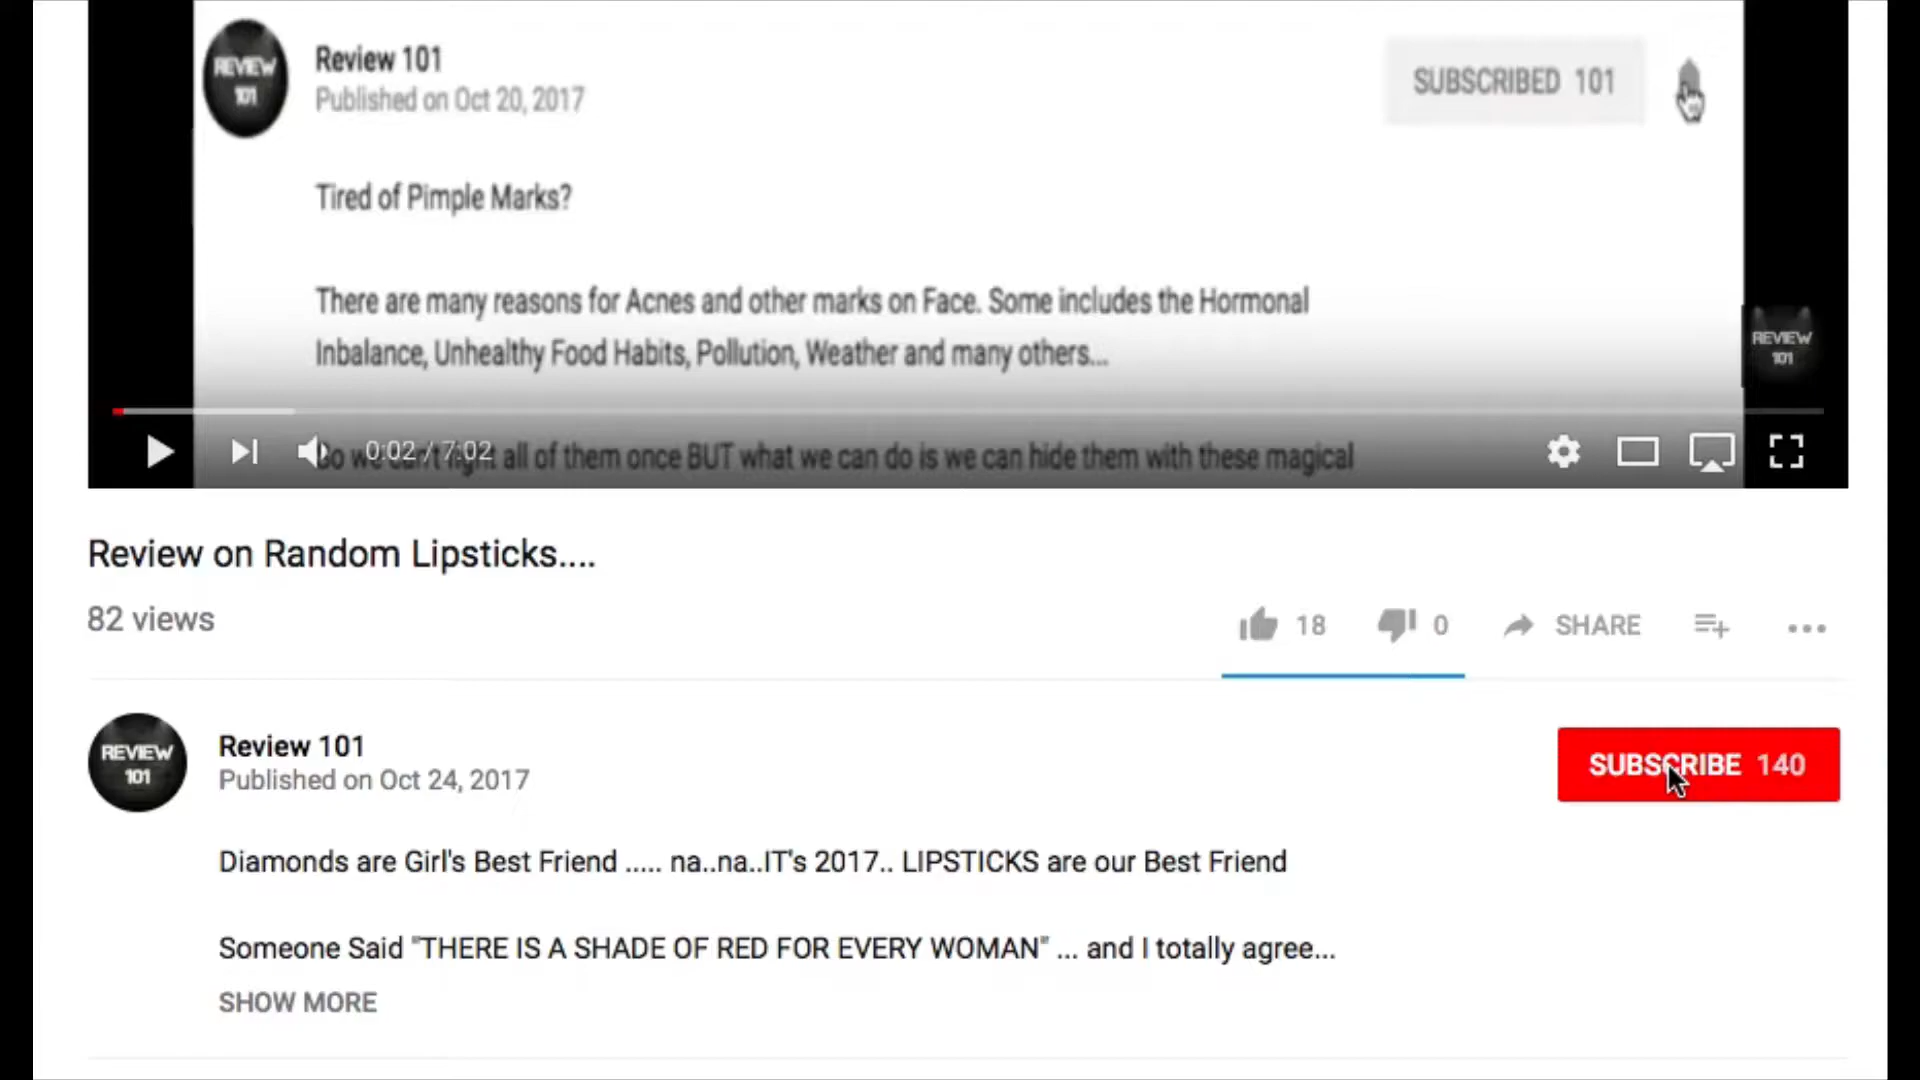 REVIEW
101
Review 101
Published on Oct 20, 2017
SUBSCRIBED 101
Tired of Pimple Marks?
There are many reasons for Acnes and other marks on Face. Some includes the Hormonal
Inbalance, Unhealthy Food Habits, Pollution, Weather and many others...
REVIEW
101
0:02 / 7:02
So we can't fight all of them once BUT what we can do is we can hide them with these magical
Review on Random Lipsticks....
82 views
18
0
SHARE
REVIEW
101
Review 101
Published on Oct 24, 2017
SUBSCRIBE 140
Diamonds are Girl's Best Friend ..... na..na..IT's 2017.. LIPSTICKS are our Best Friend
Someone Said "THERE IS A SHADE OF RED FOR EVERY WOMAN" ... and I totally agree...
SHOW MORE